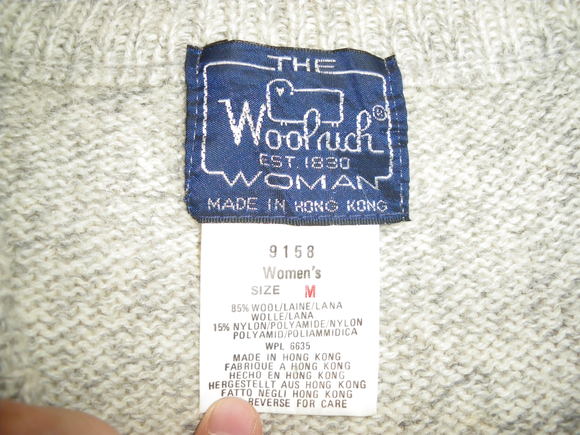 THE
Woolrich®
EST. 1830
WOMAN
MADE IN HONG KONG
9158
Women's
SIZE M
85% WOOL/LAINE/LANA
WOLLE/LANA
15% NYLON/POLYAMIDE/NYLON
POLYAMID/POLIAMMIDICA
WPL 6635
MADE IN HONG KONG
FABRIQUE A HONG KONG
HECHO EN HONG KONG
HERGESTELLT AUS HONG KONG
FATTO NEGLI HONG KONG
REVERSE FOR CARE